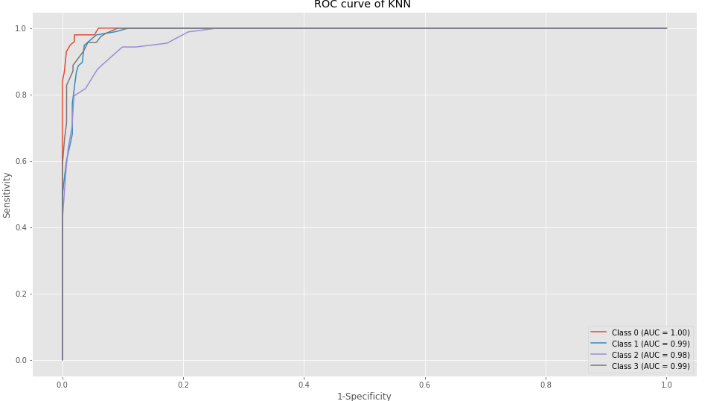 ROC curve of KNN
1.0
0.8
0.6
0.4
0.2
0.0
Sensitivity
0.0 0.2 0.4 0.6 0.8 1.0
1-Specificity
Class 0 (AUC = 1.00)
Class 1 (AUC = 0.99)
Class 2 (AUC = 0.98)
Class 3 (AUC = 0.99)